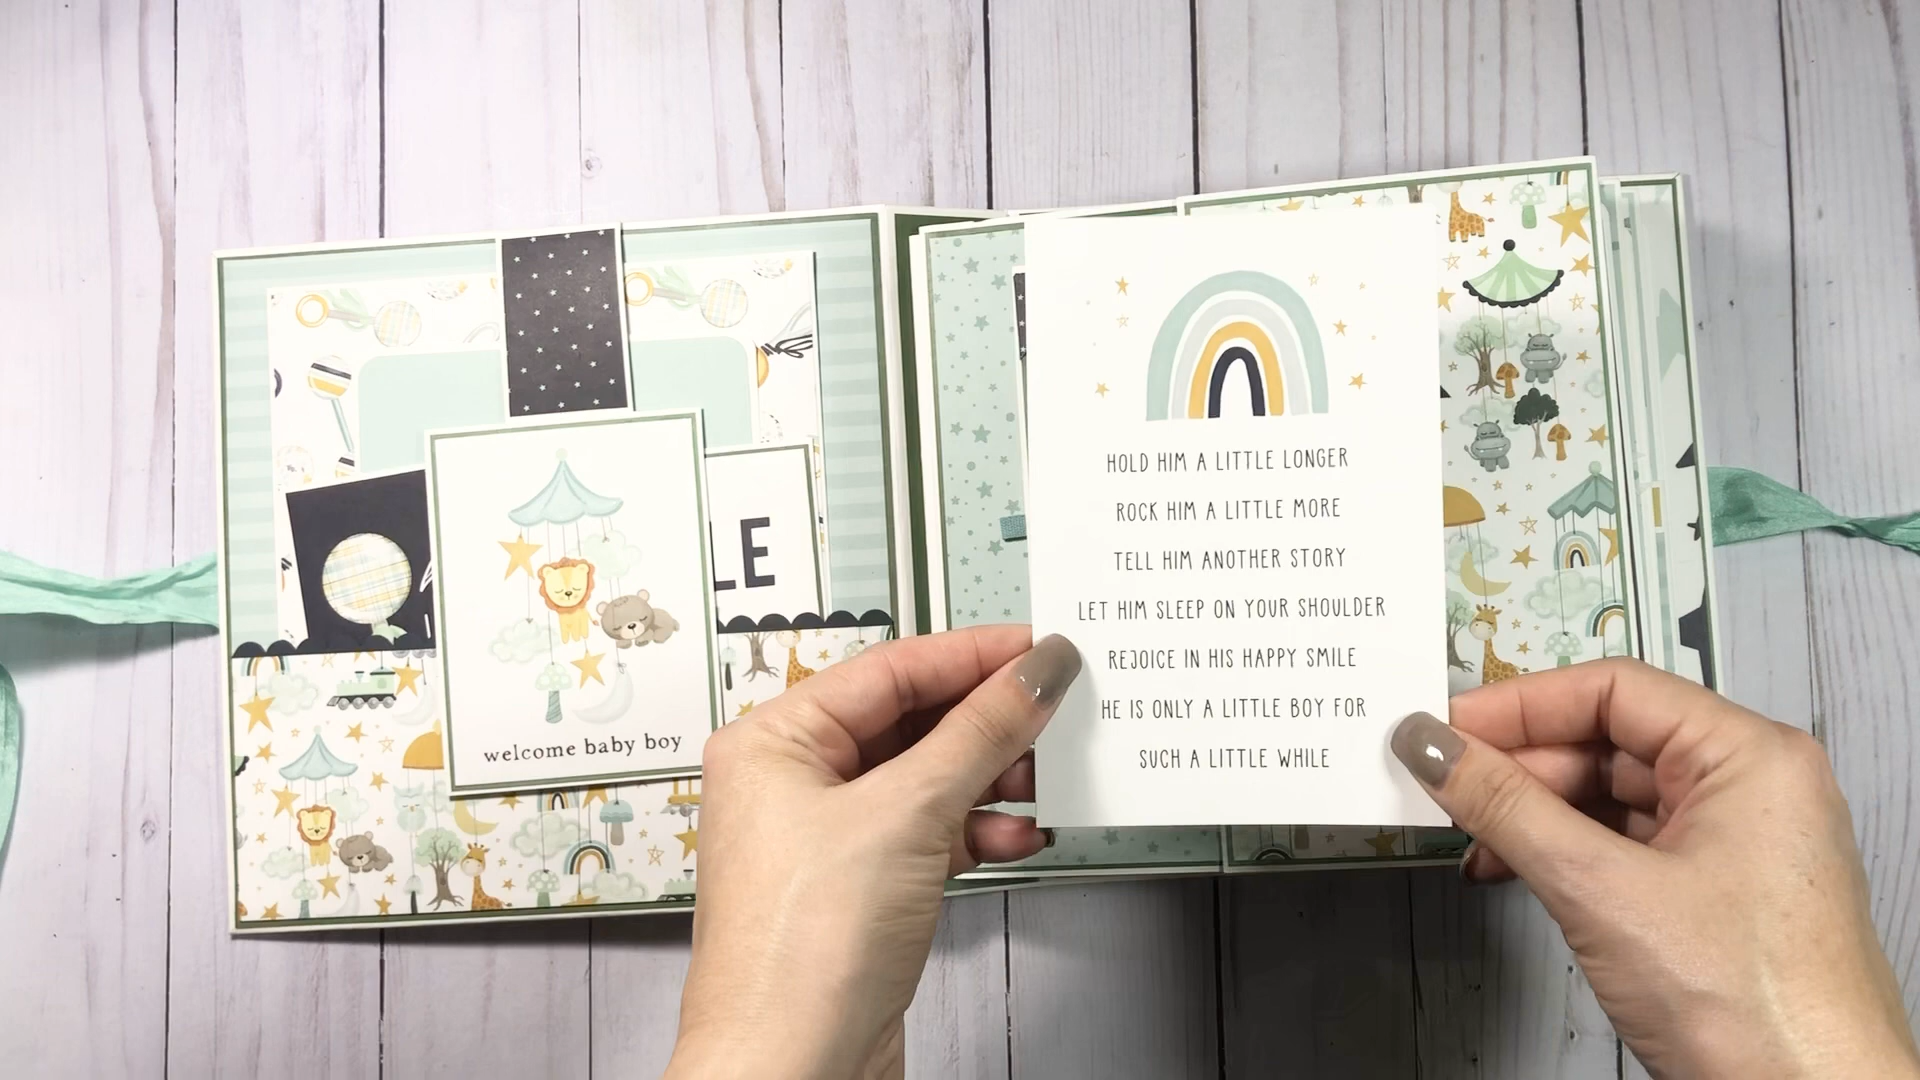 welcome baby boy
HOLD HIM A LITTLE LONGER
ROCK HIM A LITTLE MORE
TELL HIM ANOTHER STORY
LET HIM SLEEP ON YOUR SHOULDER
REJOICE IN HIS HAPPY SMILE
HE IS ONLY A LITTLE BOY FOR
SUCH A LITTLE WHILE